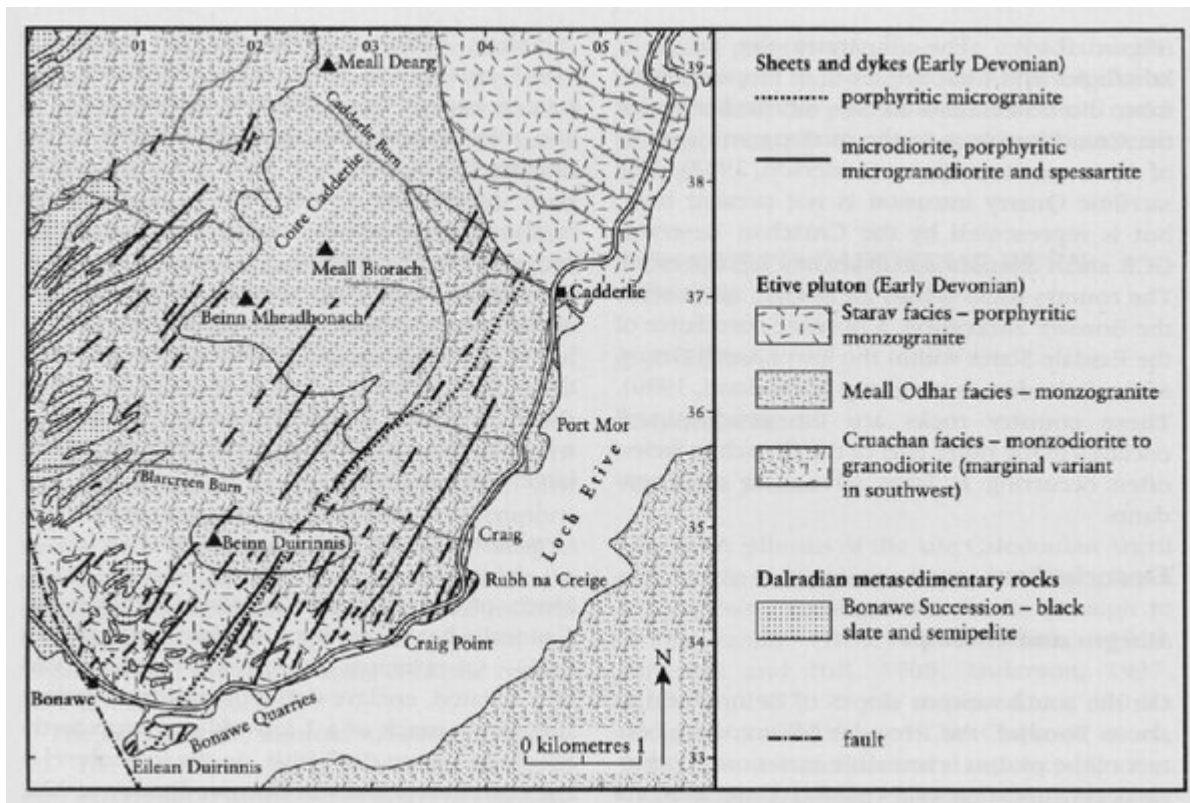 01
02
03
04
05
39
38
37
36
35
34
33
Meall Dearg
Cadderlie Burn
Coire Cadderlie
Meall Biorach
Beinn Mheadhonach
Cadderlie
Port Mor
Blarcreen Burn
Loch Etive
Craig
Beinn Duirinnis
Rubh na Creige
Craig Point
Bonawe
Bonawe Quarries
Eilean Duirinnis
N
0 kilometres 1
Sheets and dykes (Early Devonian)
porphyritic microgranite
microdiorite, porphyritic
microgranodiorite and spessartite
Etive pluton (Early Devonian)
Starav facies – porphyritic
monzogranite
Meall Odhar facies – monzogranite
Cruachan facies – monzodiorite to
granodiorite (marginal variant
in southwest)
Dalradian metasedimentary rocks
Bonawe Succession – black
slate and semipelite
fault